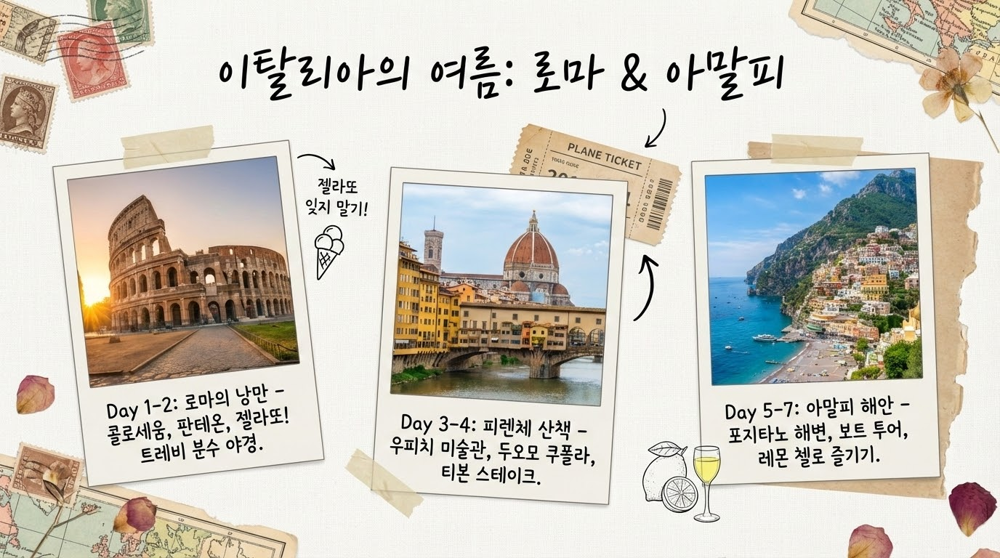 이탈리아의 여름: 로마 & 아말피
젤라또
잊지 말기!
PLANE TICKET
Day 1-2: 로마의 낭만 -
콜로세움, 판테온, 젤라또!
트레비 분수 야경.
Day 3-4: 피렌체 산책 -
우피치 미술관, 두오모 쿠폴라,
티본 스테이크.
Day 5-7: 아말피 해안 -
포지타노 해변, 보트 투어,
레몬 첼로 즐기기.